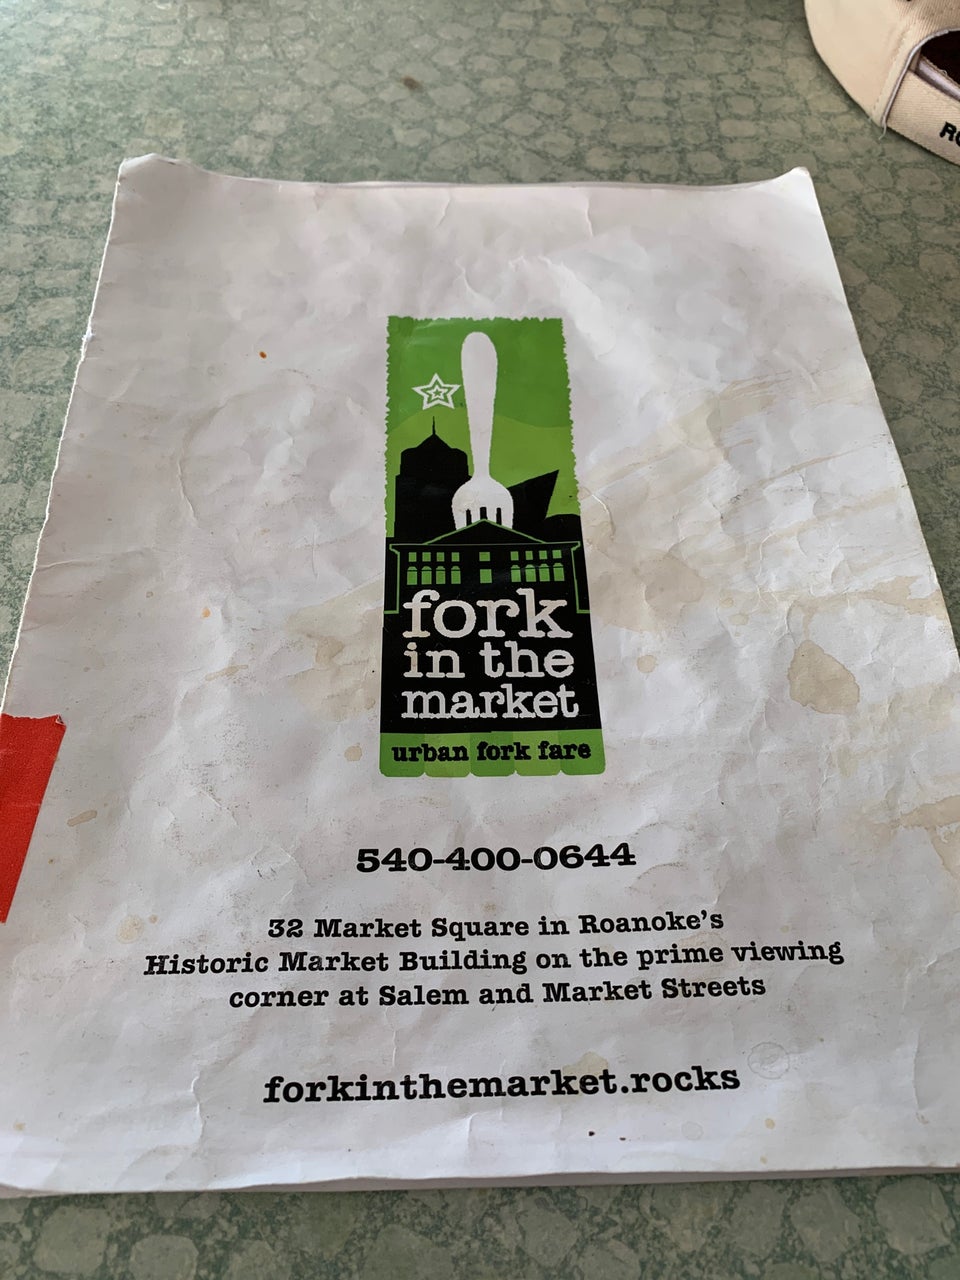 fork
in the
market
urban fork fare
540-400-0644
32 Market Square in Roanoke's
Historic Market Building on the prime viewing
corner at Salem and Market Streets
forkinthemarket.rocks